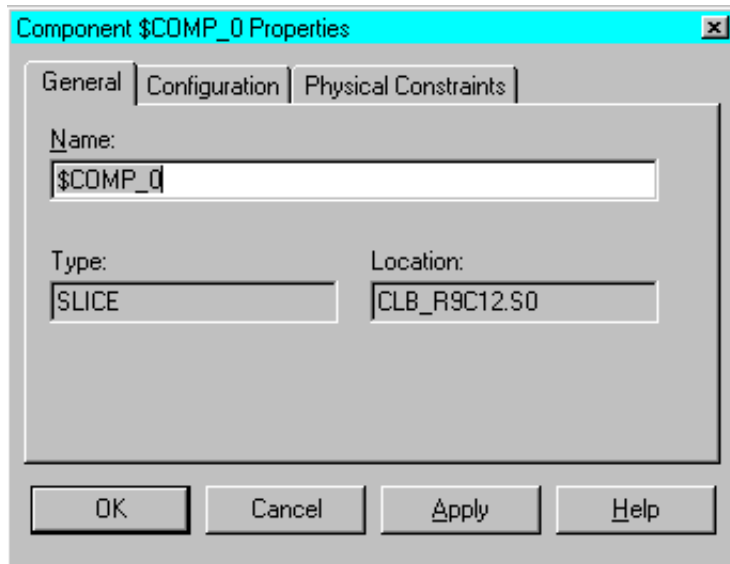 Component $COMP_0 Properties
General Configuration Physical Constraints
Name:
$COMP_0
Type: Location:
SLICE CLB_R9C12.S0
OK Cancel Apply Help